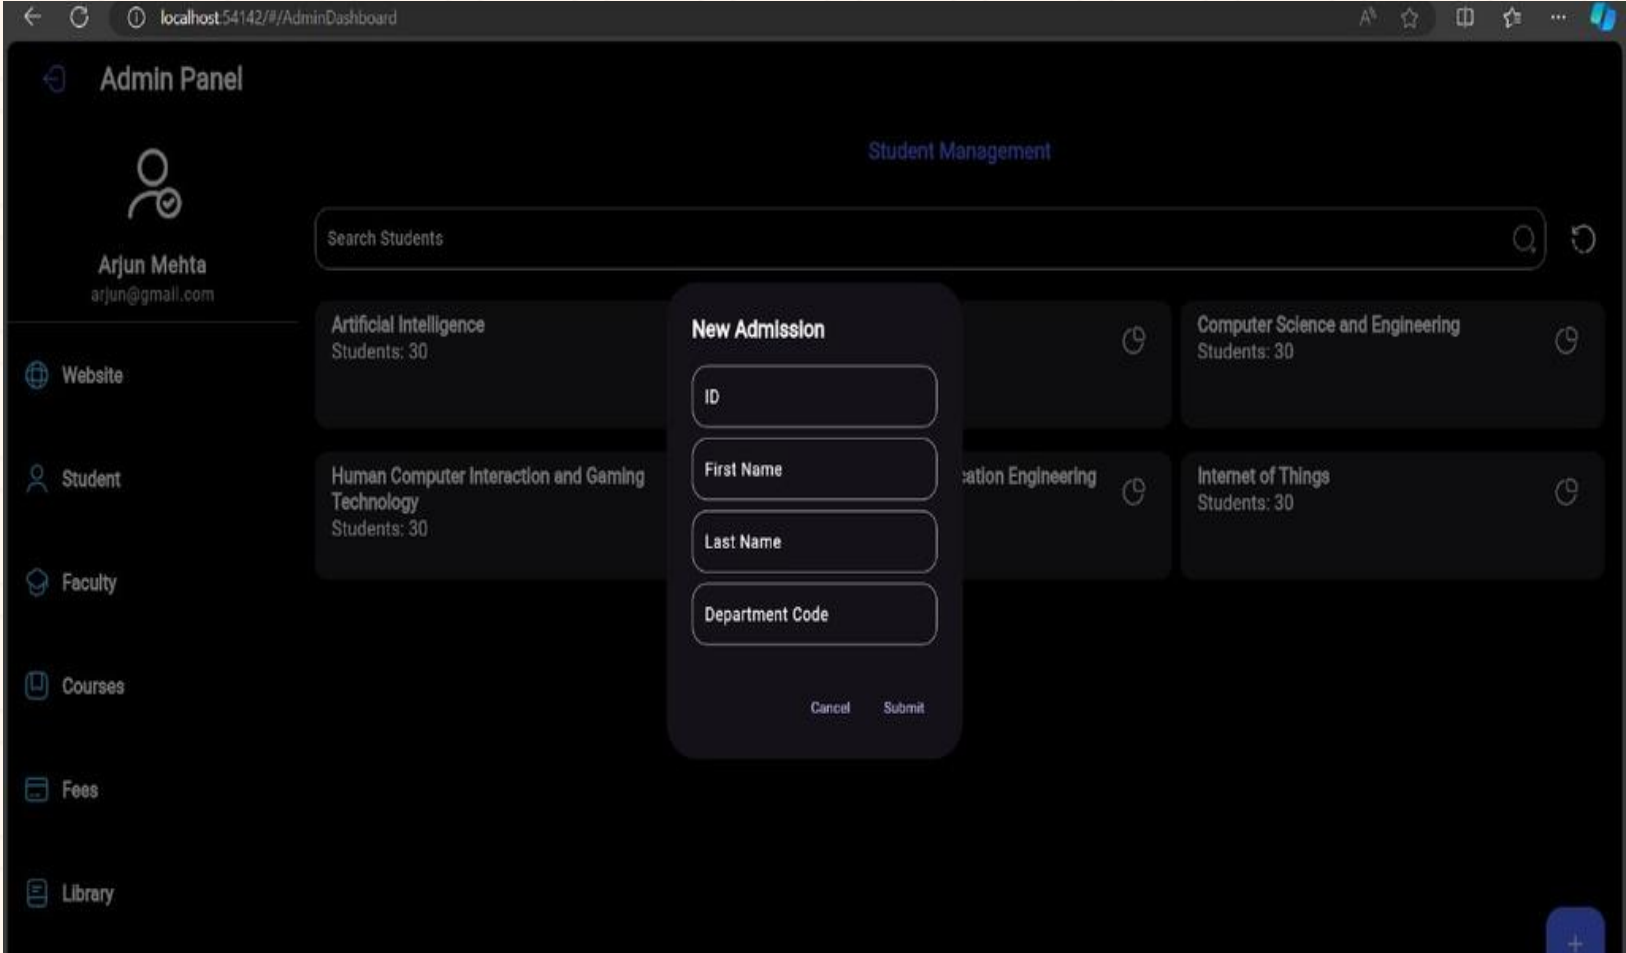 localhost:54142/#/AdminDashboard
Admin Panel
Student Management
Arjun Mehta
arjun@gmail.com
Search Students
Website
Student
Faculty
Courses
Fees
Library
Artificial Intelligence
Students: 30
Computer Science and Engineering
Students: 30
Human Computer Interaction and Gaming
Technology
Students: 30
Engineering
Internet of Things
Students: 30
New Admission
ID
First Name
Last Name
Department Code
Cancel
Submit